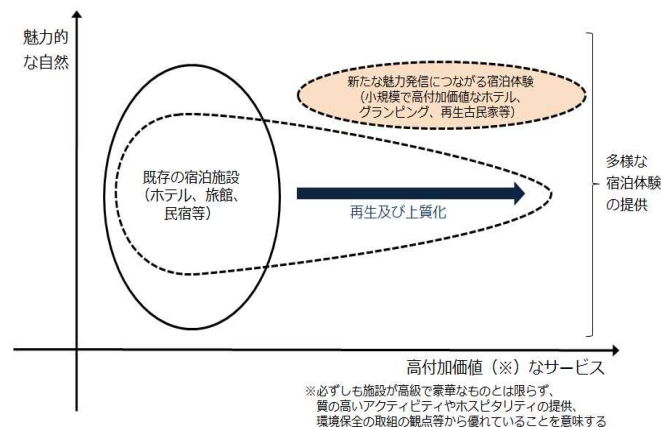 魅力的
な自然
新たな魅力発信につながる宿泊体験
（小規模で高付加価値なホテル、
グランピング、再生古民家等）
既存の宿泊施設
（ホテル、旅館、
民宿等）
再生及び上質化
多様な
宿泊体験
の提供
高付加価値（※）なサービス
※必ずしも施設が高級で豪華なものとは限らず、
質の高いアクティビティやホスピタリティの提供、
環境保全の取組の観点等から優れていることを意味する